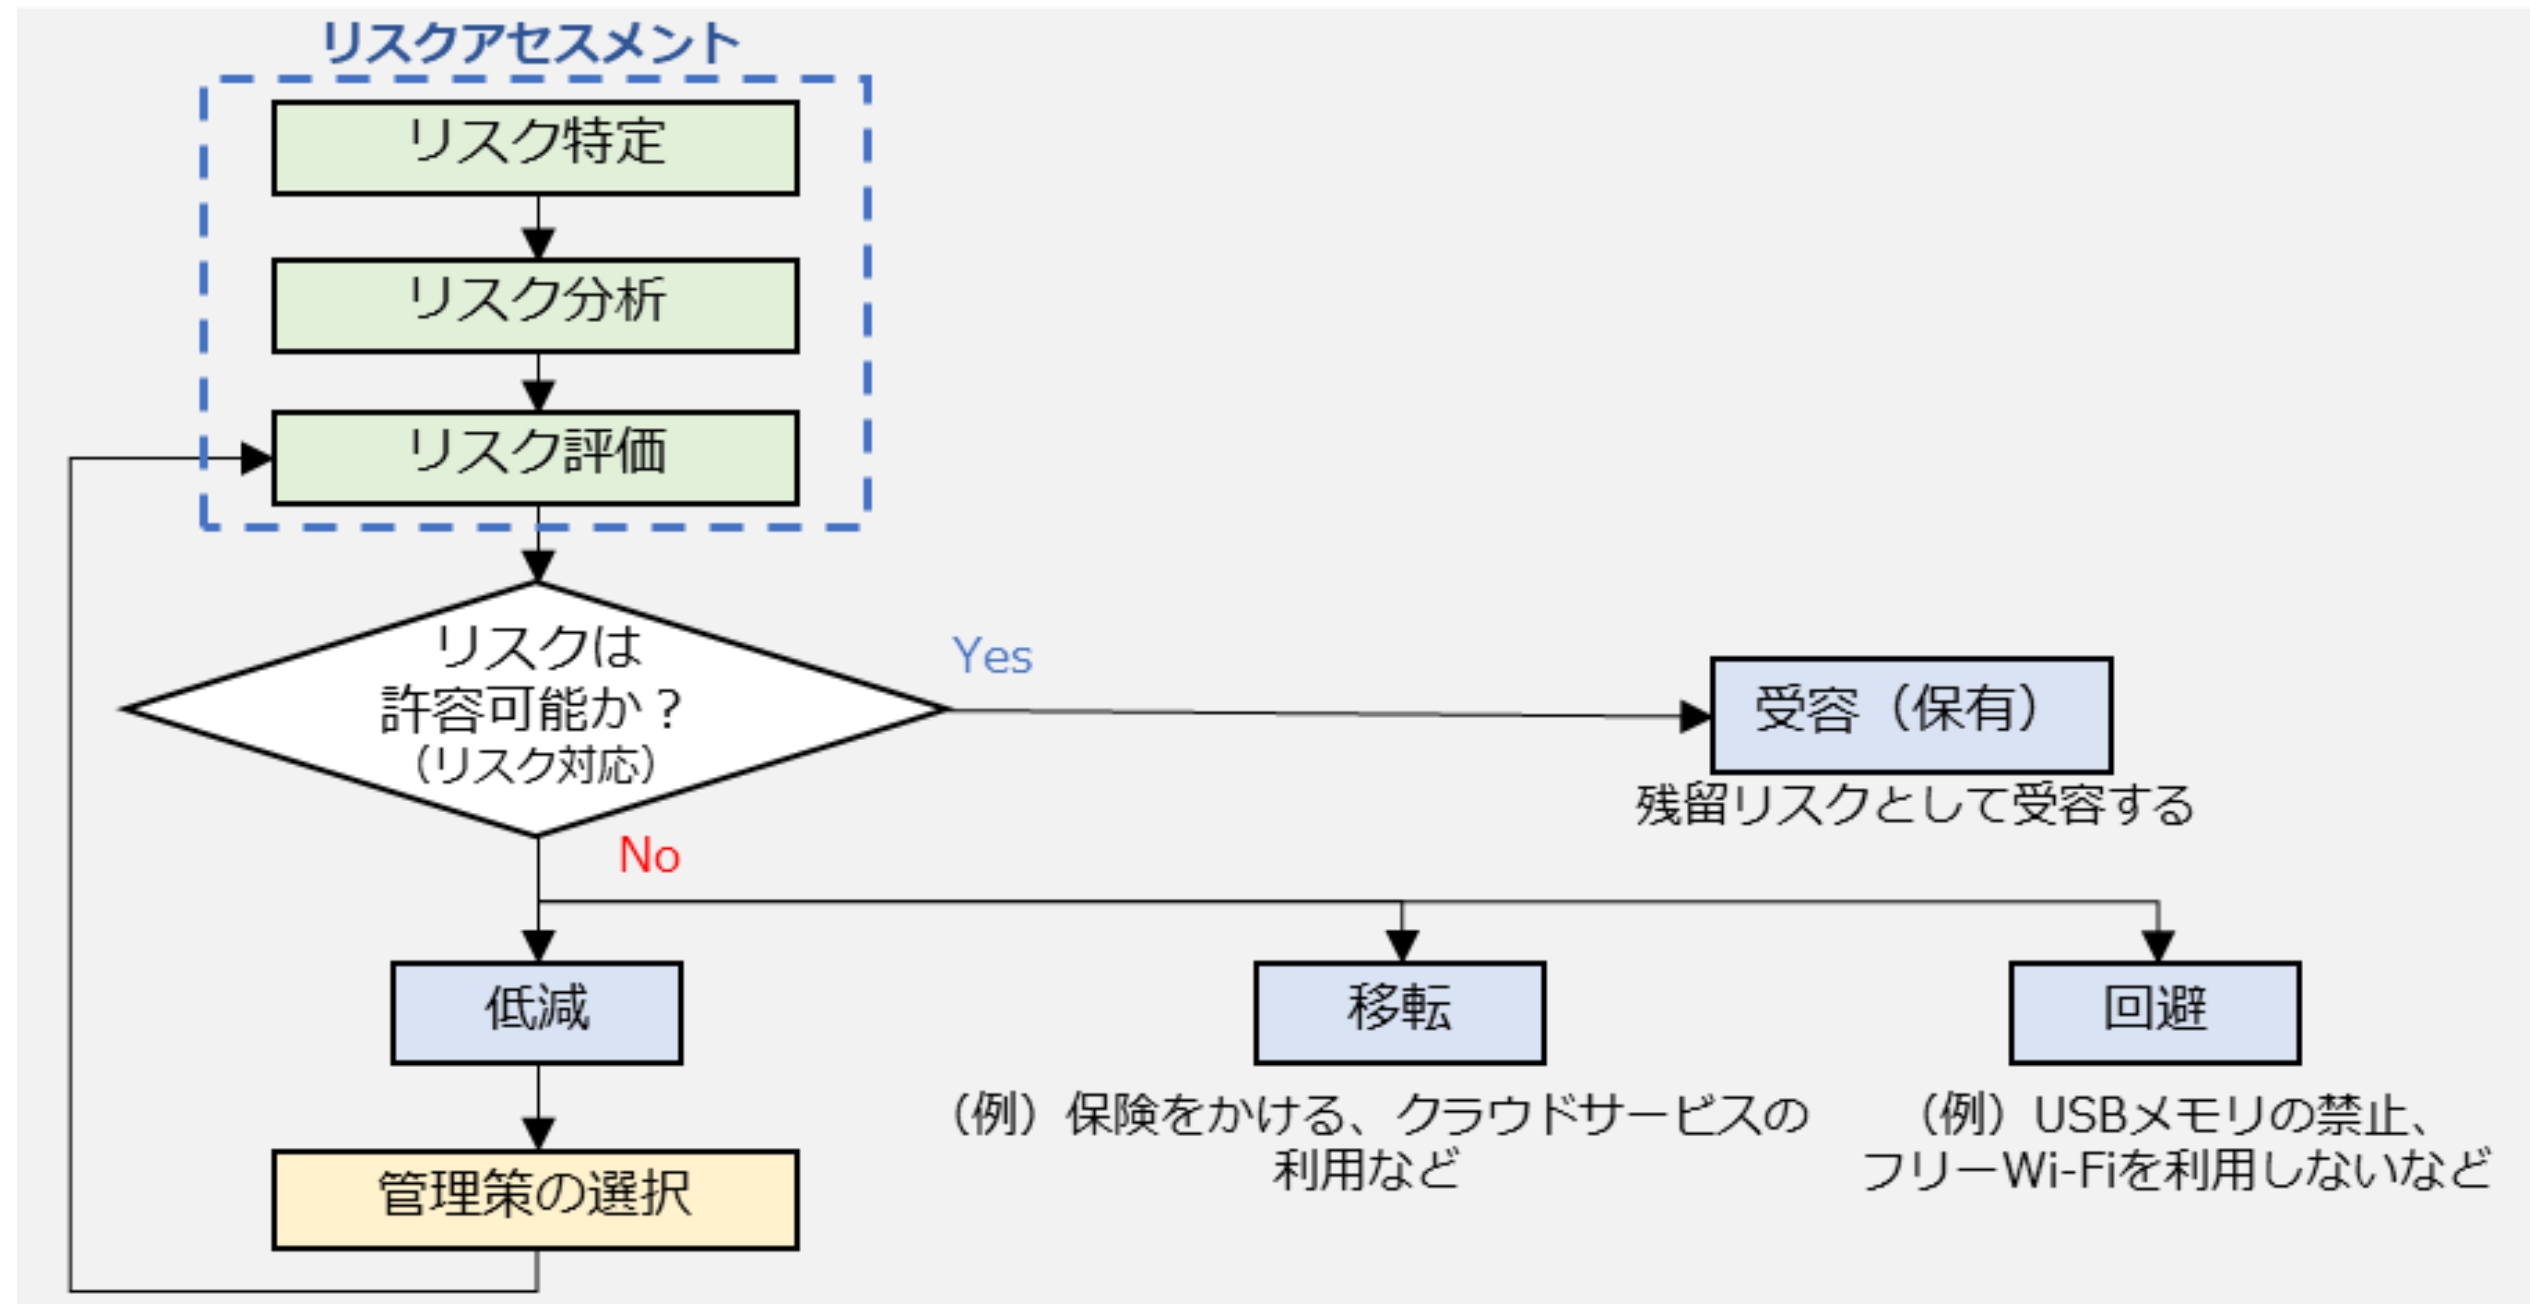 リスクアセスメント
リスク特定
リスク分析
リスク評価
リスクは
許容可能か？
（リスク対応）
Yes
受容（保有）
残留リスクとして受容する
No
低減
移転
回避
（例）保険をかける、クラウドサービスの
利用など
（例）USBメモリの禁止、
フリーWi-Fiを利用しないなど
管理策の選択